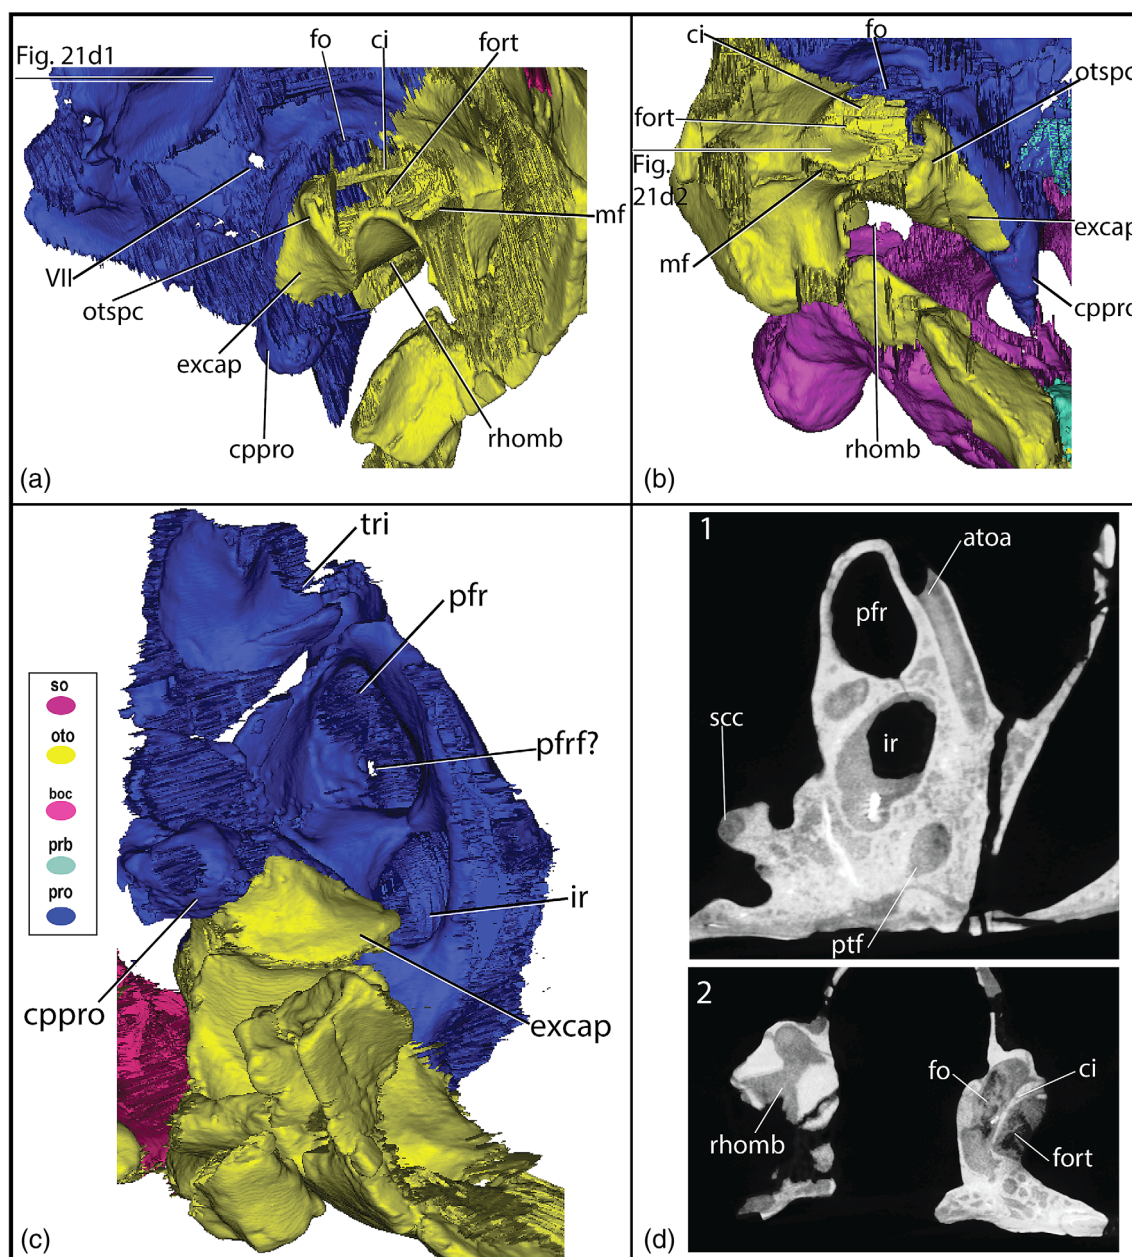 Fig. 21d1
fo
ci
fort
mf
VII
otspc
excap
cppro
rhomb
(a)
ci
fo
otspc
fort
Fig.
21d2
mf
excap
cppro
rhomb
(b)
tri
pfr
pfrf?
ir
excap
cppro
so
oto
boc
prb
pro
(c)
1
atoa
pfr
scc
ir
ptf
2
fo
ci
rhomb
fort
(d)